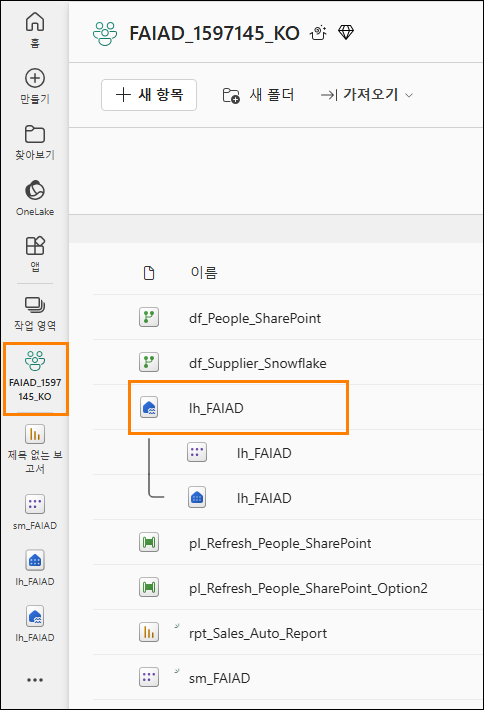 홈
만들기
찾아보기
OneLake
앱
작업 영역
FAIAD_1597
145_KO
제목 없는 보
고서
sm_FAIAD
lh_FAIAD
lh_FAIAD
FAIAD_1597145_KO
새 항목
새 폴더
가져오기
이름
df_People_SharePoint
df_Supplier_Snowflake
lh_FAIAD
lh_FAIAD
lh_FAIAD
pl_Refresh_People_SharePoint
pl_Refresh_People_SharePoint_Option2
rpt_Sales_Auto_Report
sm_FAIAD